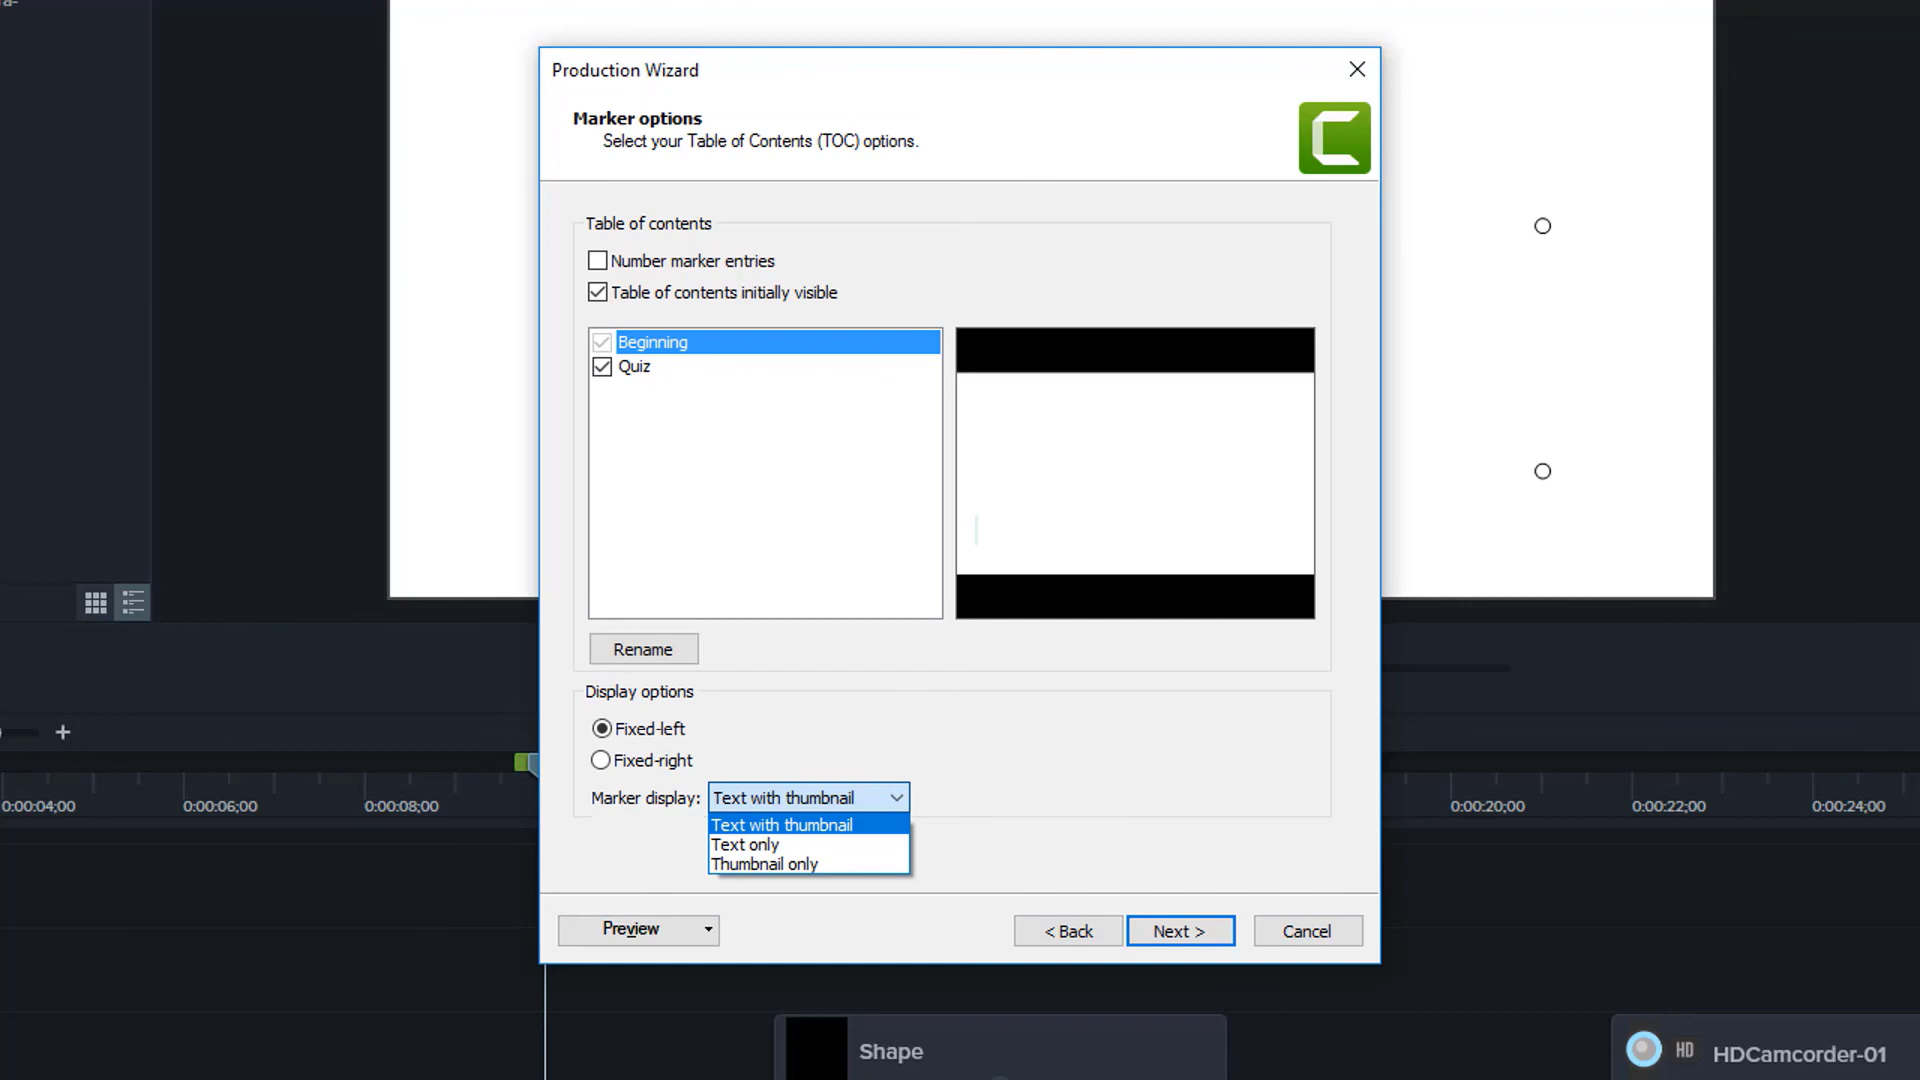 Production Wizard
Marker options
Select your Table of Contents (TOC) options.
Table of contents
Number marker entries
Table of contents initially visible
Beginning
Quiz
Rename
Display options
Fixed-left
Fixed-right
Marker display: Text with thumbnail
Text with thumbnail
Text only
Thumbnail only
Preview
< Back
Next >
Cancel
0:00:04;00
0:00:06;00
0:00:08;00
0:00:20;00
0:00:22;00
0:00:24;00
Shape
HD HDCamcorder-01